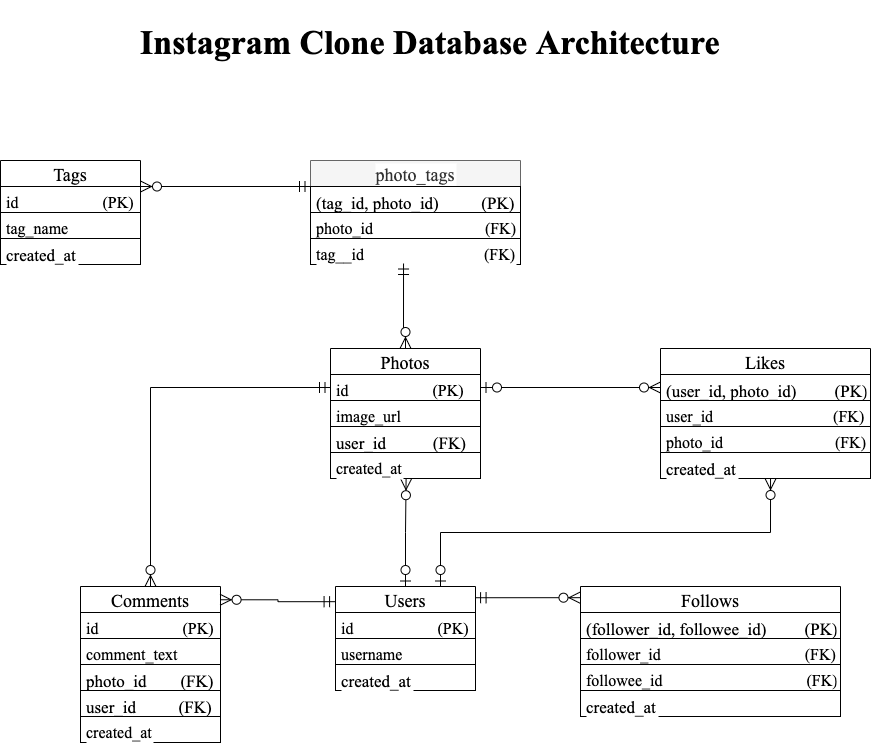 Instagram Clone Database Architecture
Tags
id (PK)
tag_name
created_at
photo_tags
(tag_id, photo_id) (PK)
photo_id (FK)
tag__id (FK)
Photos
id (PK)
image_url
user_id (FK)
created_at
Likes
(user_id, photo_id) (PK)
user_id (FK)
photo_id (FK)
created_at
Comments
id (PK)
comment_text
photo_id (FK)
user_id (FK)
created_at
Users
id (PK)
username
created_at
Follows
(follower_id, followee_id) (PK)
follower_id (FK)
followee_id (FK)
created_at